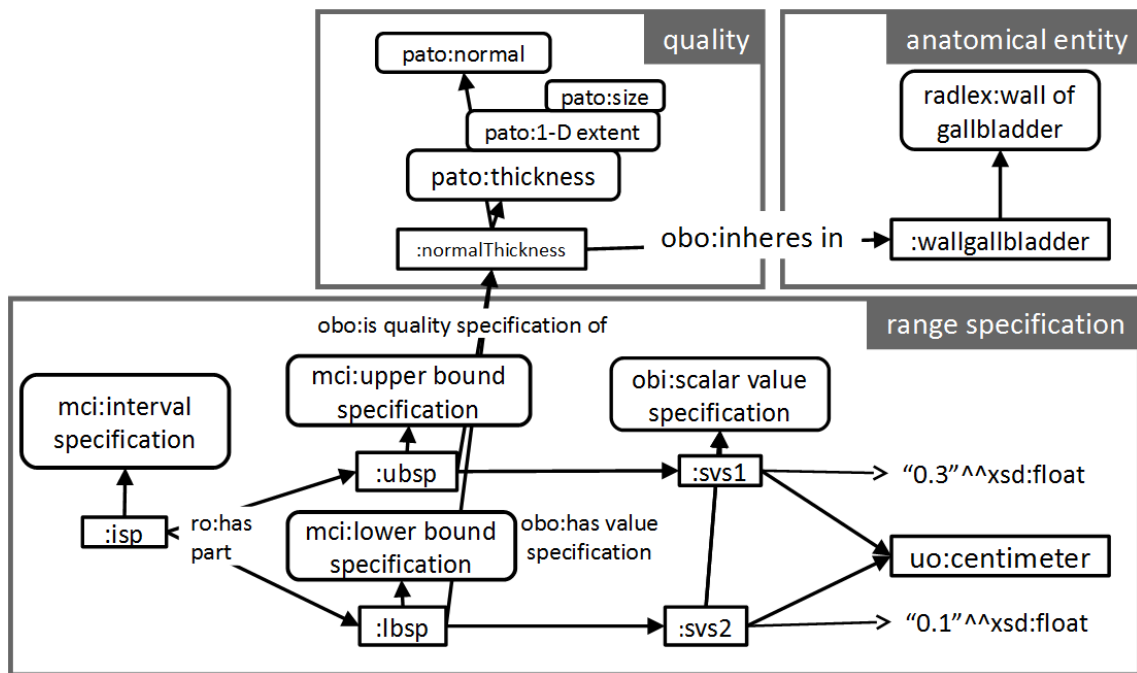 quality
anatomical entity
pato:normal
pato:size
pato:1-D extent
pato:thickness
:normalThickness
obo:inheres in
radlex:wall of
gallbladder
:wallgallbladder
range specification
obo:is quality specification of
mci:interval
specification
:isp
ro:has
part
mci:upper bound
specification
:ubsp
mci:lower bound
specification
:lbsp
obo:has value
specification
obi:scalar value
specification
:svs1
:svs2
“0.3”^^xsd:float
uo:centimeter
“0.1”^^xsd:float